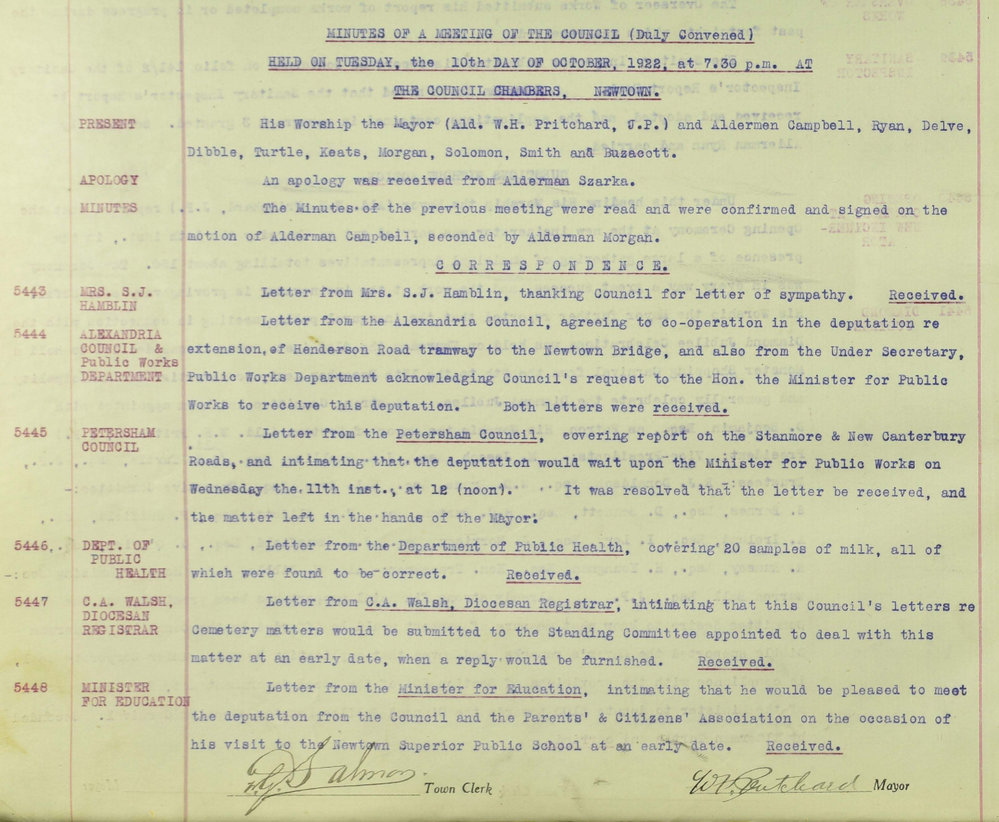 MINUTES OF A MEETING OF THE COUNCIL (Duly Convened)
HELD ON TUESDAY, the 10th DAY OF OCTOBER, 1922, at 7.30 p.m. AT
THE COUNCIL CHAMBERS, NEWTOWN.
PRESENT His Worship the Mayor (Ald. W.H. Pritchard, J.P.) and Aldermen Campbell, Ryan, Delve,
Dibble, Turtle, Keats, Morgan, Solomon, Smith and Buzacott.
APOLOGY An apology was received from Alderman Szarka.
MINUTES The Minutes of the previous meeting were read and were confirmed and signed on the
motion of Alderman Campbell, seconded by Alderman Morgan.
CORRESPONDENCE.
5443 MRS. S.J. Letter from Mrs. S.J. Hamblin, thanking Council for letter of sympathy. Received.
HAMBLIN
5444 ALEXANDRIA Letter from the Alexandria Council, agreeing to co-operation in the deputation re
COUNCIL & extension, of Henderson Road tramway to the Newtown Bridge, and also from the Under Secretary,
Public Works
DEPARTMENT Public Works Department acknowledging Council's request to the Hon. the Minister for Public
Works to receive this deputation. Both letters were received.
5445 PETERSHAM Letter from the Petersham Council, covering report on the Stanmore & New Canterbury
COUNCIL
Roads, and intimating that the deputation would wait upon the Minister for Public Works on
Wednesday the 11th inst., at 12 (noon). It was resolved that the letter be received, and
the matter left in the hands of the Mayor.
5446 DEPT. OF Letter from the Department of Public Health, covering 20 samples of milk, all of
PUBLIC
HEALTH which were found to be correct. Received.
5447 C.A. WALSH, Letter from C.A. Walsh, Diocesan Registrar, intimating that this Council's letters re
DIOCESAN
REGISTRAR Cemetery matters would be submitted to the Standing Committee appointed to deal with this
matter at an early date, when a reply would be furnished. Received.
5448 MINISTER Letter from the Minister for Education, intimating that he would be pleased to meet
FOR EDUCATION
the deputation from the Council and the Parents' & Citizens' Association on the occasion of
his visit to the Newtown Superior Public School at an early date. Received.
Salmon Town Clerk W.H. Pritchard Mayor